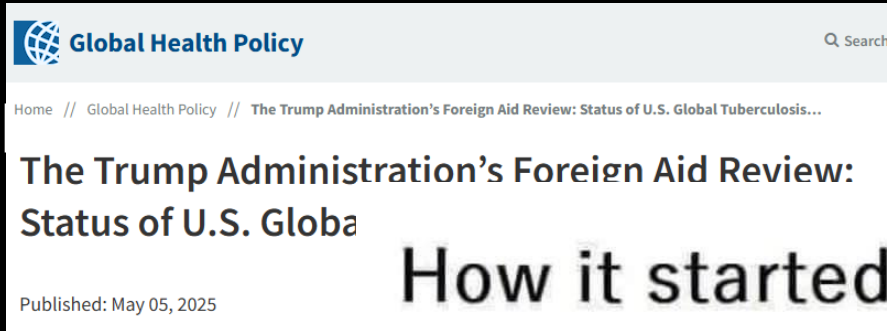 Global Health Policy
Search
Home // Global Health Policy // The Trump Administration’s Foreign Aid Review: Status of U.S. Global Tuberculosis...
The Trump Administration’s Foreign Aid Review:
Status of U.S. Globa
How it started
Published: May 05, 2025